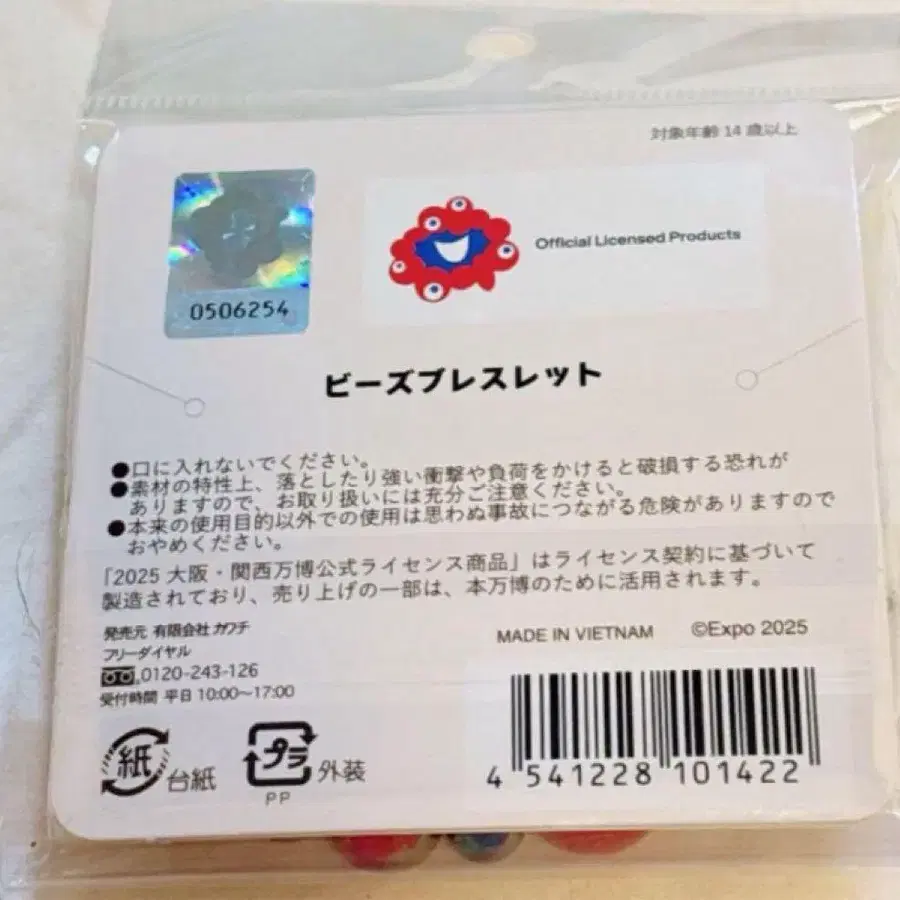 対象年齢 14 歳以上
0506254
Official Licensed Products
ビーズブレスレット
●口に入れないでください。
●素材の特性上、落としたり強い衝撃や負荷をかけると破損する恐れが
ありますので、お取り扱いには充分ご注意ください。
●本来の使用目的以外での使用は思わぬ事故につながる危険がありますので
おやめください。
「2025 大阪・関西万博公式ライセンス商品」はライセンス契約に基づいて
製造されており、売り上げの一部は、本万博のために活用されます。
発売元 有限会社 カワチ
フリーダイヤル
0120-243-126
受付時間 平日 10:00~17:00
MADE IN VIETNAM ©Expo 2025
紙 台紙
プラ 外装
PP
4 541228 101422